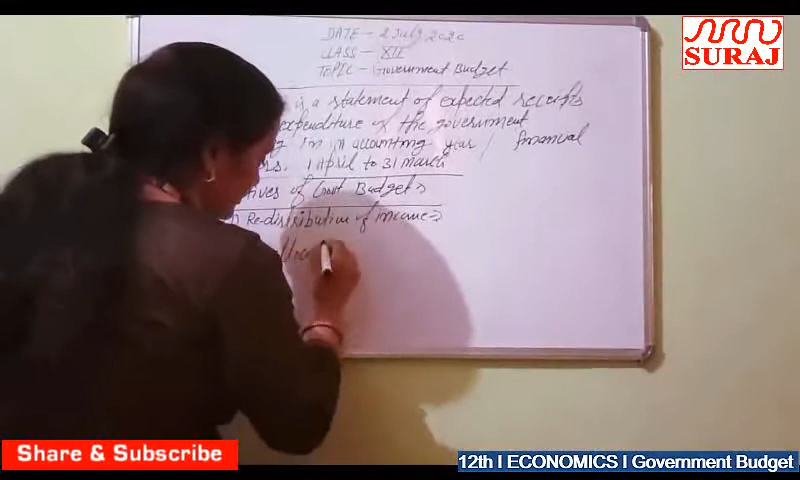 DATE - 2 July 2020
CLASS - XII
TOPIC - Government Budget
is a statement of expected receipts
expenditure of the government
in accounting year / financial
1 April to 31 March
tives of Govt Budget
Re-distribution of income
SURAJ
Share & Subscribe
12th I ECONOMICS I Government Budget